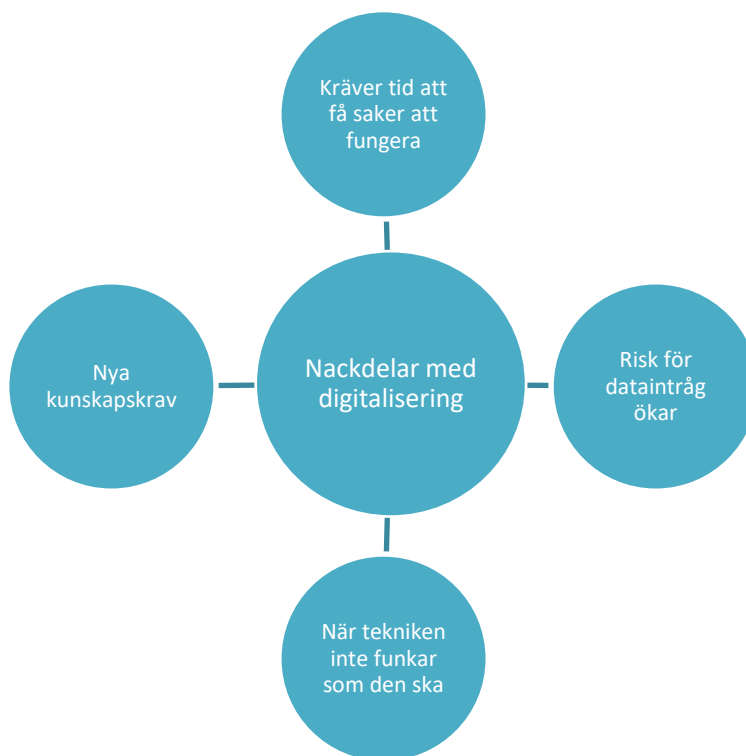 Kräver tid att
få saker att
fungera
Nya
kunskapskrav
Nackdelar med
digitalisering
Risk för
dataintråg
ökar
När tekniken
inte funkar
som den ska